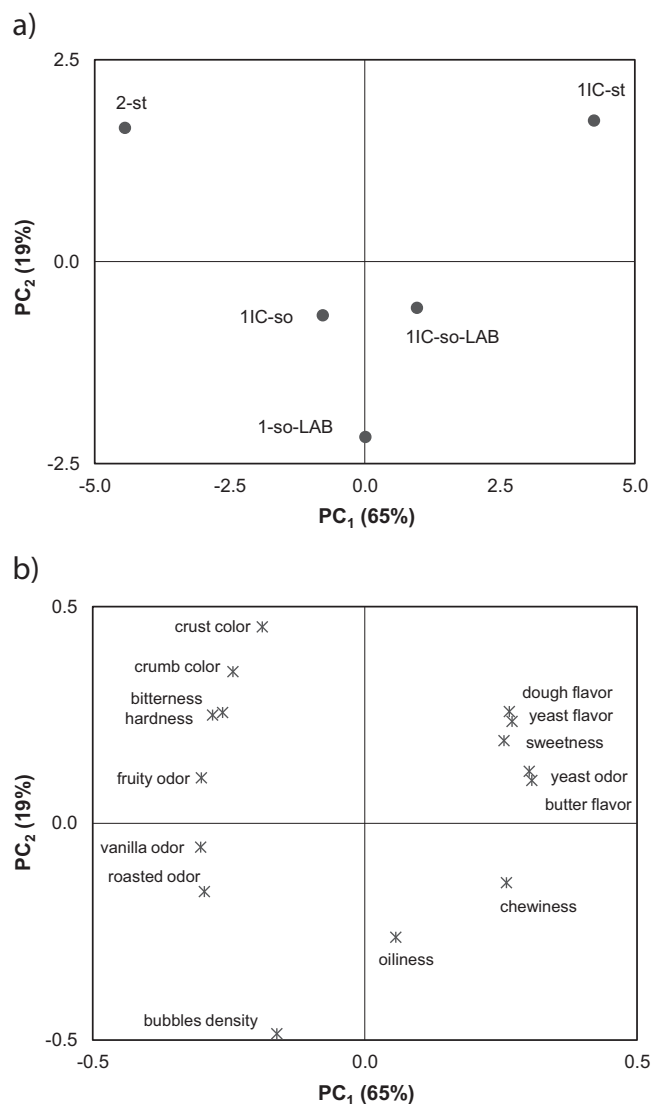 a)
2.5
2-st
1IC-st
0.0
1IC-so
1IC-so-LAB
1-so-LAB
-2.5
-5.0 -2.5 0.0 2.5 5.0
PC1 (65%)
PC2 (19%)
b)
0.5
crust color
crumb color
bitterness
hardness
dough flavor
yeast flavor
sweetness
fruity odor
yeast odor
butter flavor
0.0
vanilla odor
roasted odor
chewiness
oiliness
bubbles density
-0.5
-0.5 0.0 0.5
PC1 (65%)
PC2 (19%)